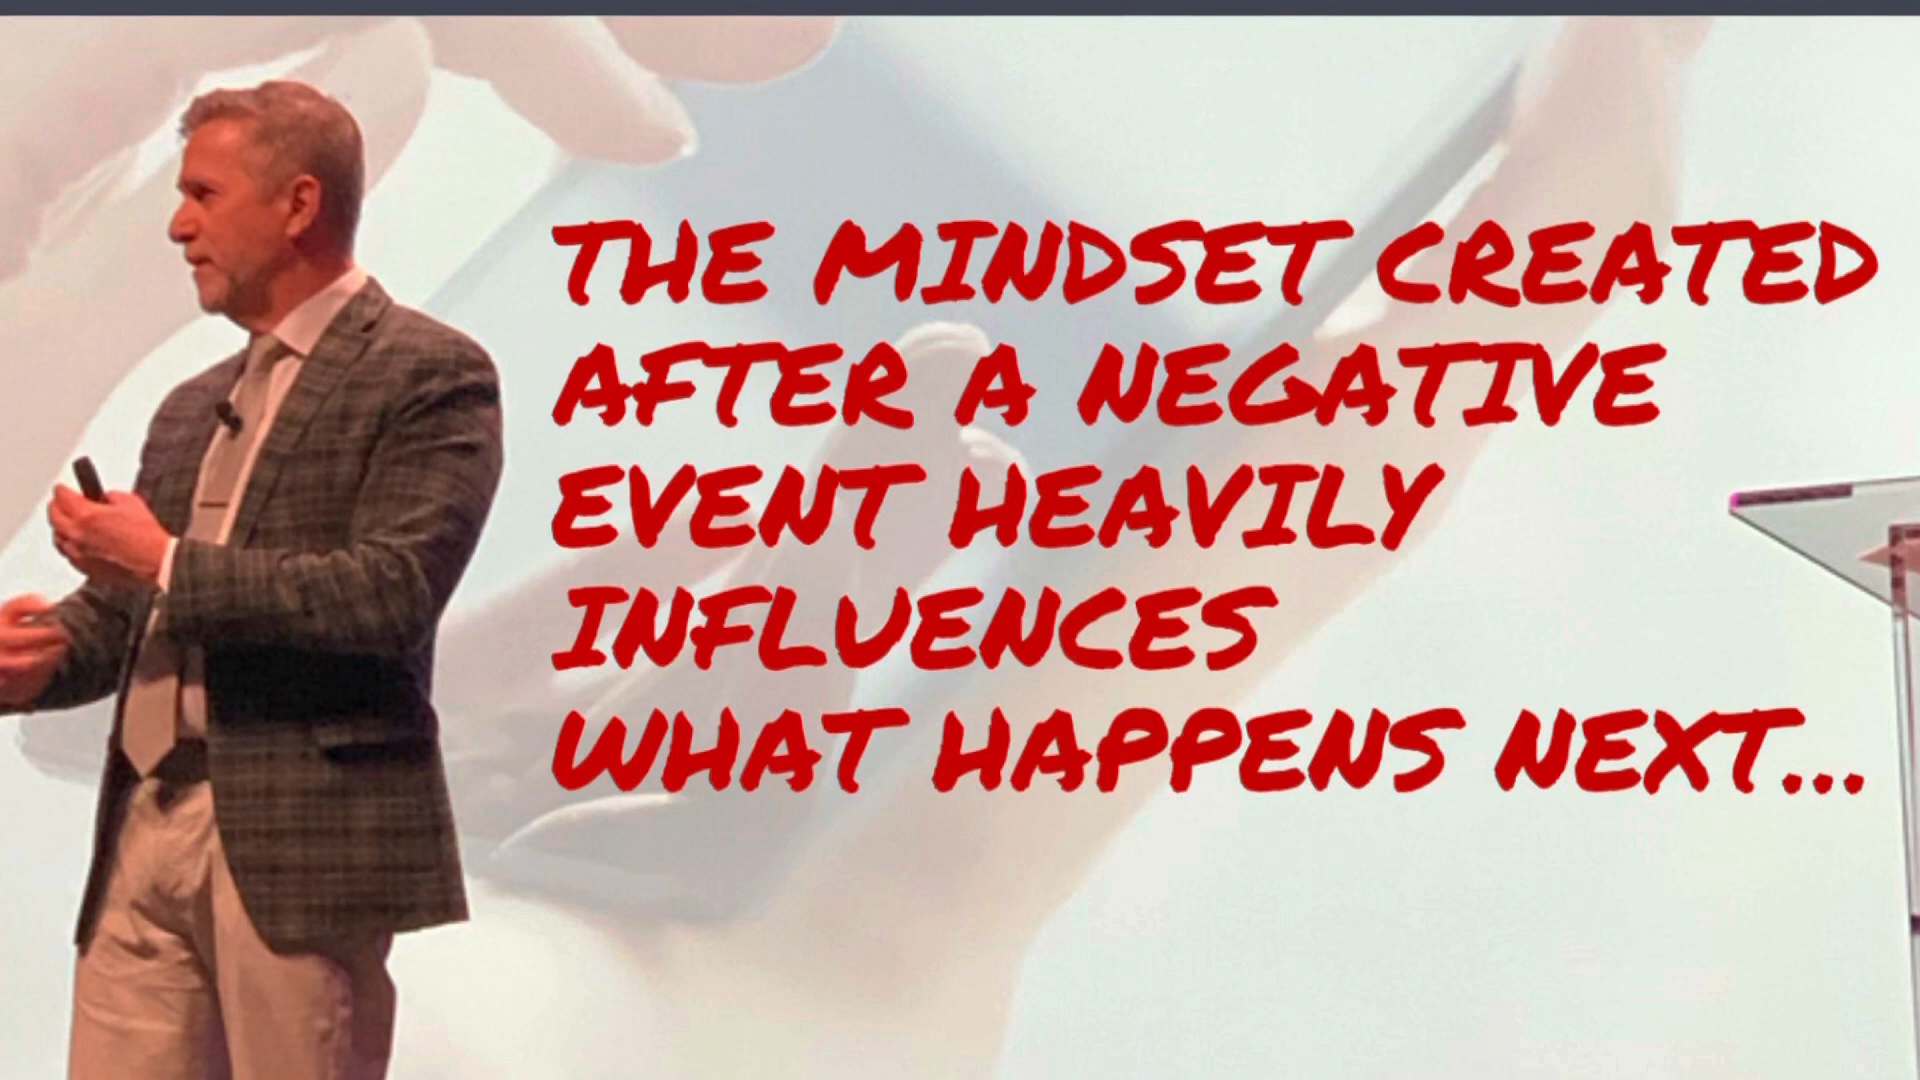 THE MINDSET CREATED
AFTER A NEGATIVE
EVENT HEAVILY
INFLUENCES
WHAT HAPPENS NEXT...